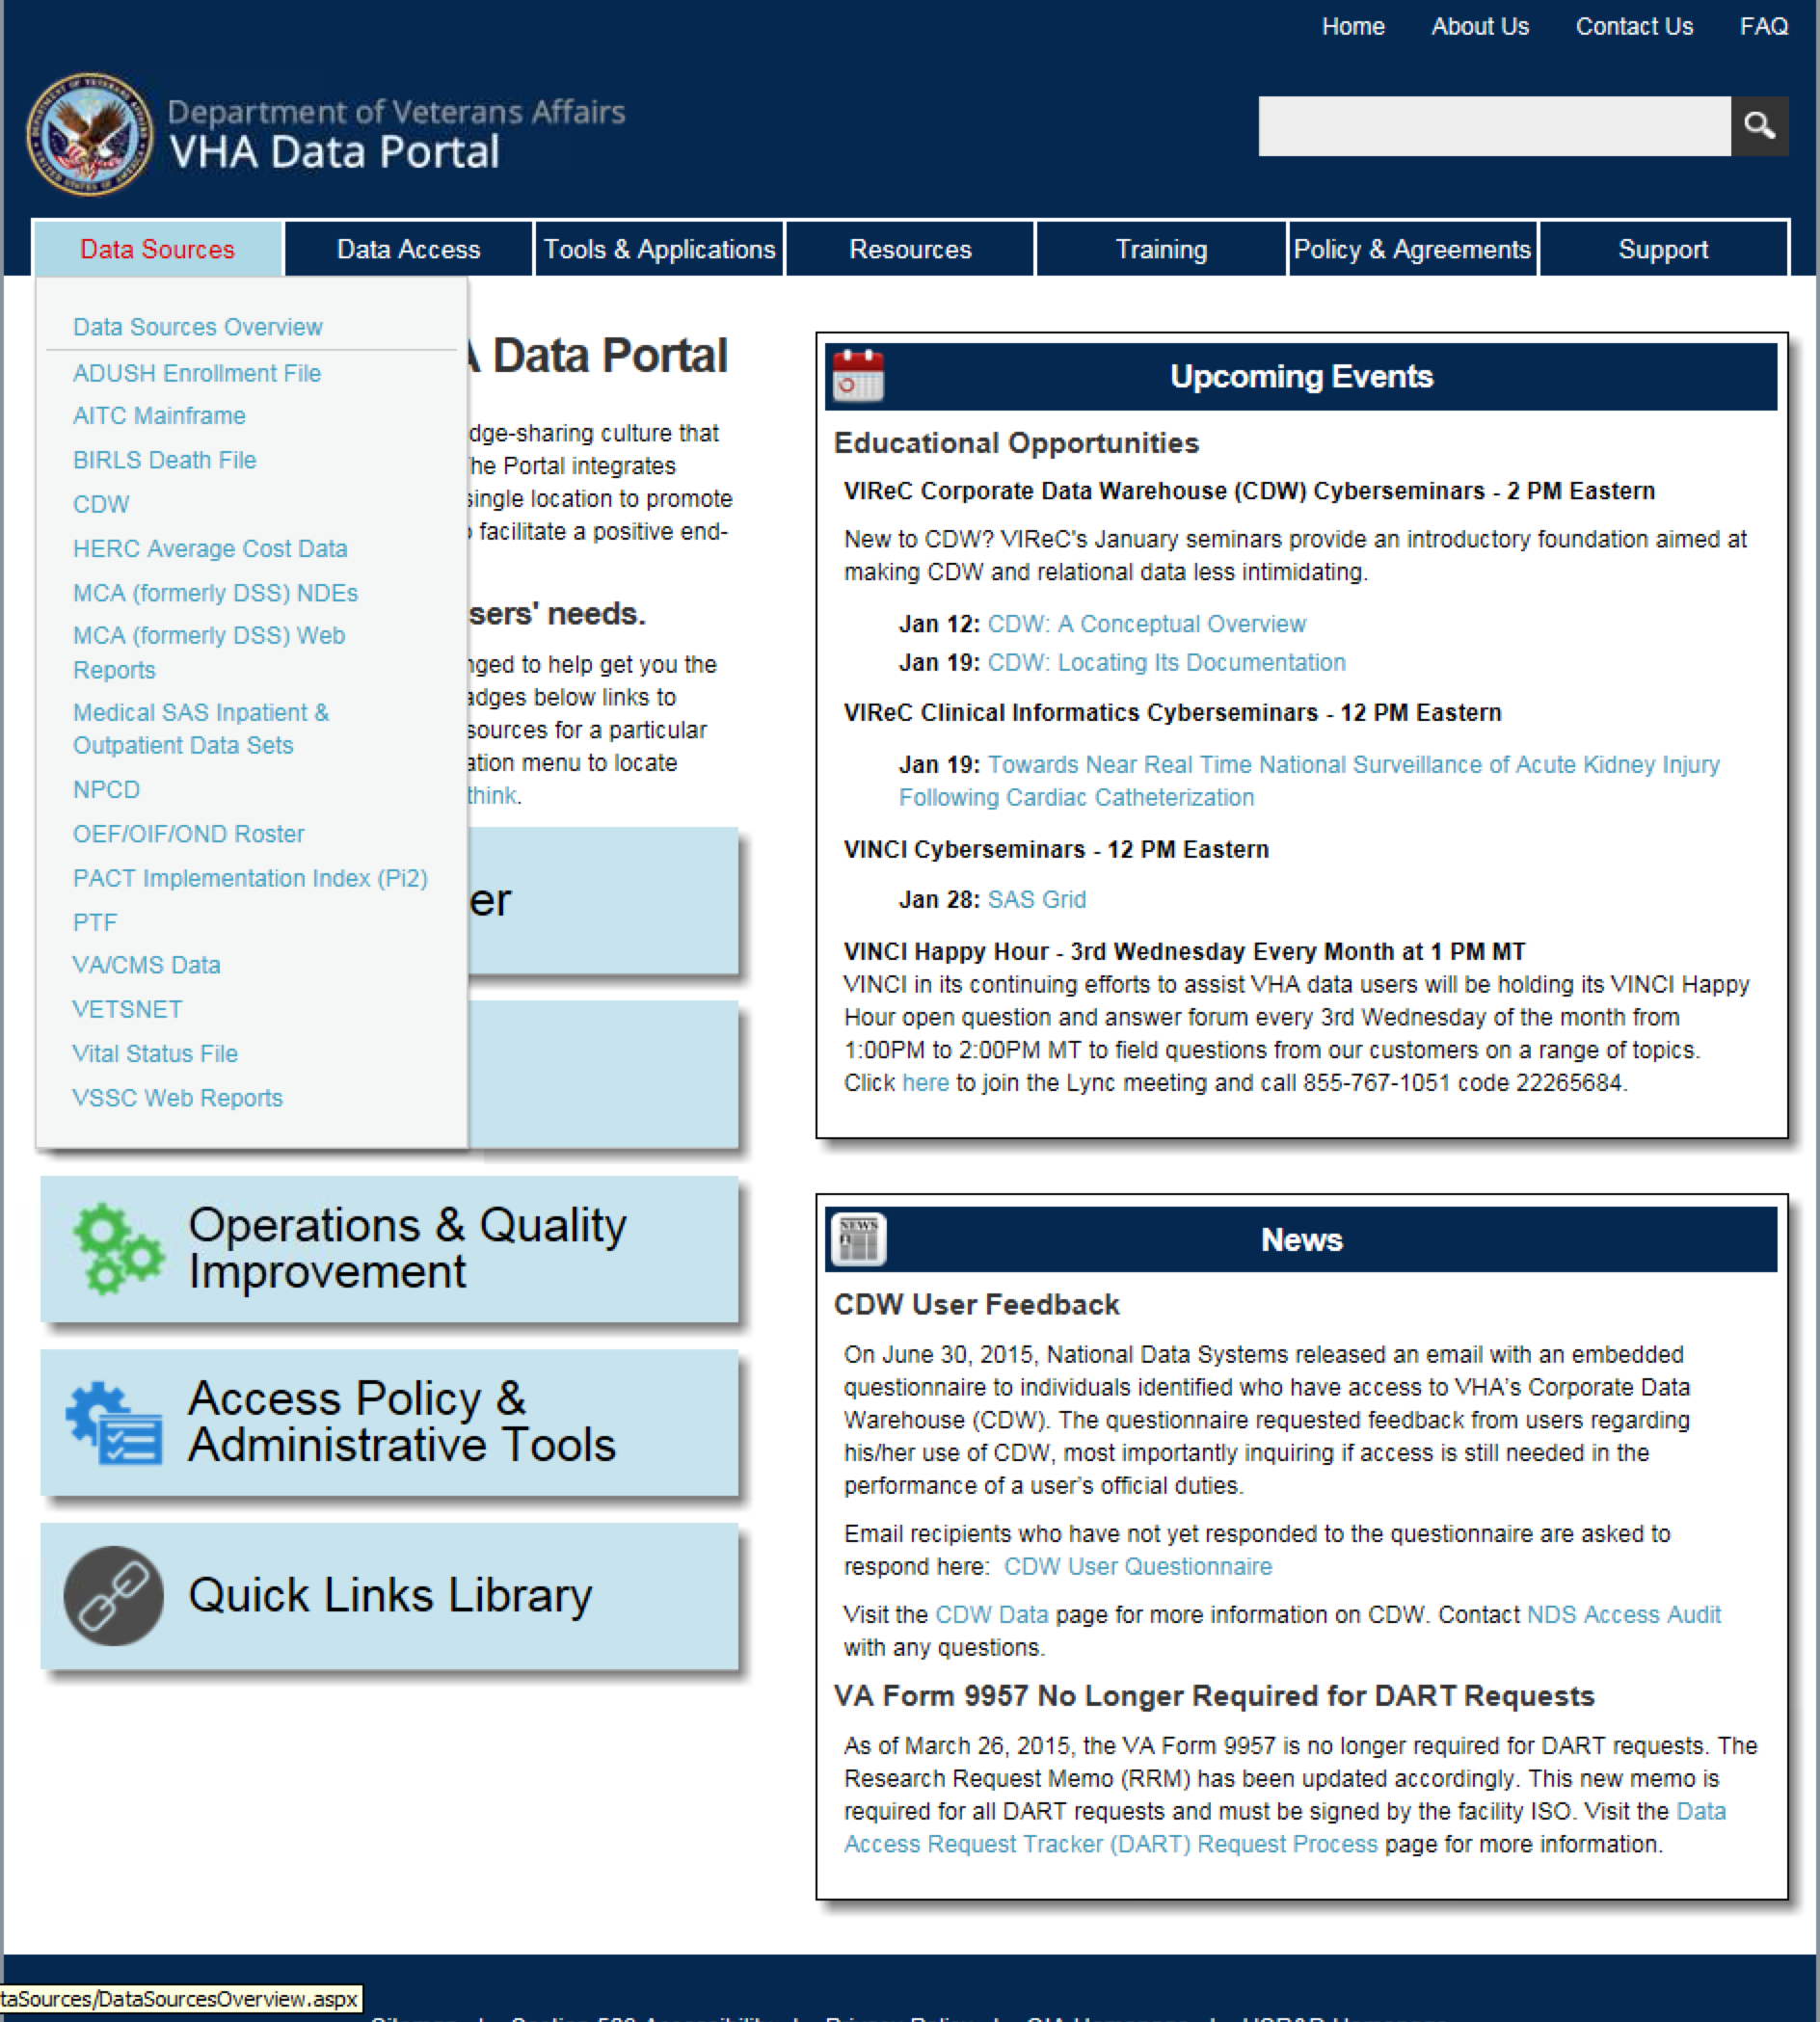 Home About Us Contact Us FAQ
Department of Veterans Affairs
VHA Data Portal
Data Sources Data Access Tools & Applications Resources Training Policy & Agreements Support
Data Sources Overview
ADUSH Enrollment File
AITC Mainframe
BIRLS Death File
CDW
HERC Average Cost Data
MCA (formerly DSS) NDEs
MCA (formerly DSS) Web
Reports
Medical SAS Inpatient &
Outpatient Data Sets
NPCD
OEF/OIF/OND Roster
PACT Implementation Index (Pi2)
PTF
VA/CMS Data
VETSNET
Vital Status File
VSSC Web Reports
Data Portal
dge-sharing culture that
he Portal integrates
single location to promote
facilitate a positive end-
sers' needs.
nged to help get you the
adges below links to
sources for a particular
ation menu to locate
think.
er
Operations & Quality
Improvement
Access Policy &
Administrative Tools
Quick Links Library
Upcoming Events
Educational Opportunities
VIReC Corporate Data Warehouse (CDW) Cyberseminars - 2 PM Eastern
New to CDW? VIReC's January seminars provide an introductory foundation aimed at
making CDW and relational data less intimidating.
Jan 12: CDW: A Conceptual Overview
Jan 19: CDW: Locating Its Documentation
VIReC Clinical Informatics Cyberseminars - 12 PM Eastern
Jan 19: Towards Near Real Time National Surveillance of Acute Kidney Injury
Following Cardiac Catheterization
VINCI Cyberseminars - 12 PM Eastern
Jan 28: SAS Grid
VINCI Happy Hour - 3rd Wednesday Every Month at 1 PM MT
VINCI in its continuing efforts to assist VHA data users will be holding its VINCI Happy
Hour open question and answer forum every 3rd Wednesday of the month from
1:00PM to 2:00PM MT to field questions from our customers on a range of topics.
Click here to join the Lync meeting and call 855-767-1051 code 22265684.
NEWS
News
CDW User Feedback
On June 30, 2015, National Data Systems released an email with an embedded
questionnaire to individuals identified who have access to VHA's Corporate Data
Warehouse (CDW). The questionnaire requested feedback from users regarding
his/her use of CDW, most importantly inquiring if access is still needed in the
performance of a user's official duties.
Email recipients who have not yet responded to the questionnaire are asked to
respond here: CDW User Questionnaire
Visit the CDW Data page for more information on CDW. Contact NDS Access Audit
with any questions.
VA Form 9957 No Longer Required for DART Requests
As of March 26, 2015, the VA Form 9957 is no longer required for DART requests. The
Research Request Memo (RRM) has been updated accordingly. This new memo is
required for all DART requests and must be signed by the facility ISO. Visit the Data
Access Request Tracker (DART) Request Process page for more information.
taSources/DataSourcesOverview.aspx